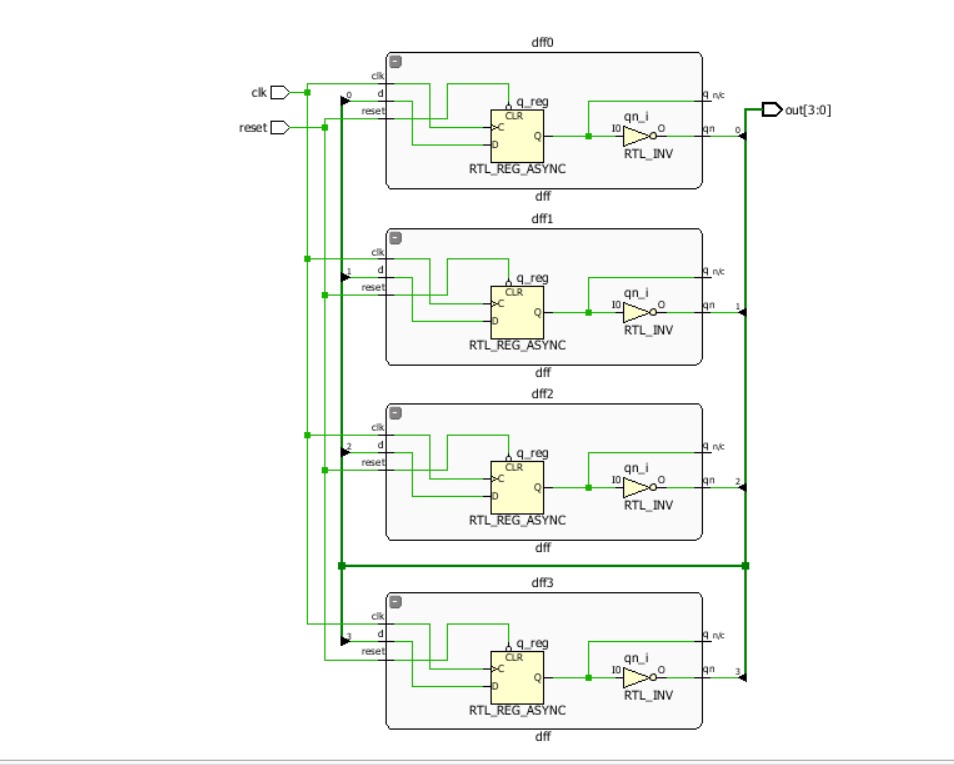 dff0
clk
clk
0
d
q n/c
out[3:0]
reset
reset
q_reg
CLR
C
D
Q
RTL_REG_ASYNC
qn_i
I0
O
RTL_INV
qn
0
dff
dff1
clk
1
d
q n/c
reset
q_reg
CLR
C
D
Q
RTL_REG_ASYNC
qn_i
I0
O
RTL_INV
qn
1
dff
dff2
clk
2
d
q n/c
reset
q_reg
CLR
C
D
Q
RTL_REG_ASYNC
qn_i
I0
O
RTL_INV
qn
2
dff
dff3
clk
3
d
q n/c
reset
q_reg
CLR
C
D
Q
RTL_REG_ASYNC
qn_i
I0
O
RTL_INV
qn
3
dff